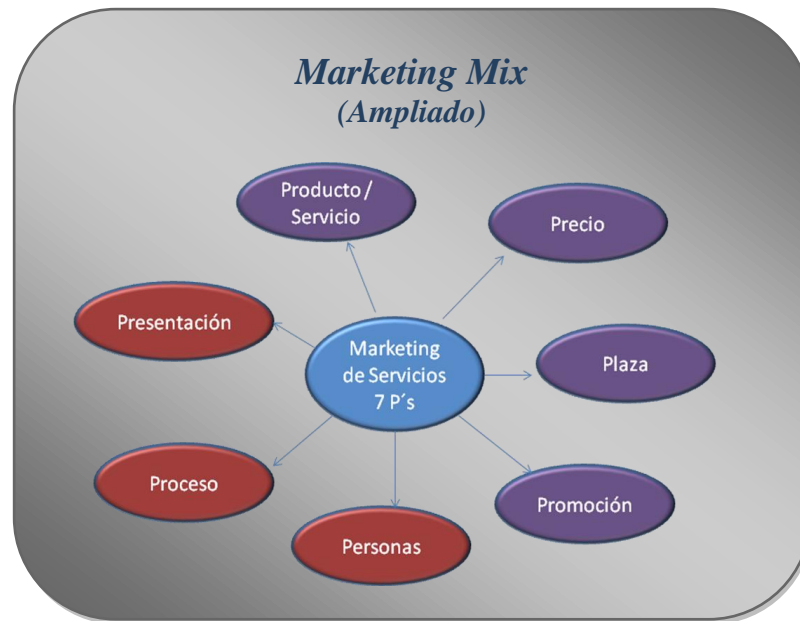 Marketing Mix
(Ampliado)
Producto /
Servicio
Precio
Presentación
Marketing
de Servicios
7 P´s
Plaza
Proceso
Promoción
Personas